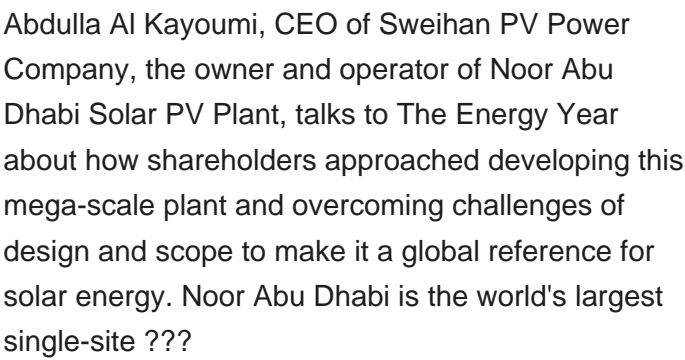 Abdulla Al Kayoumi, CEO of Sweihan PV Power
Company, the owner and operator of Noor Abu
Dhabi Solar PV Plant, talks to The Energy Year
about how shareholders approached developing this
mega-scale plant and overcoming challenges of
design and scope to make it a global reference for
solar energy. Noor Abu Dhabi is the world's largest
single-site ???